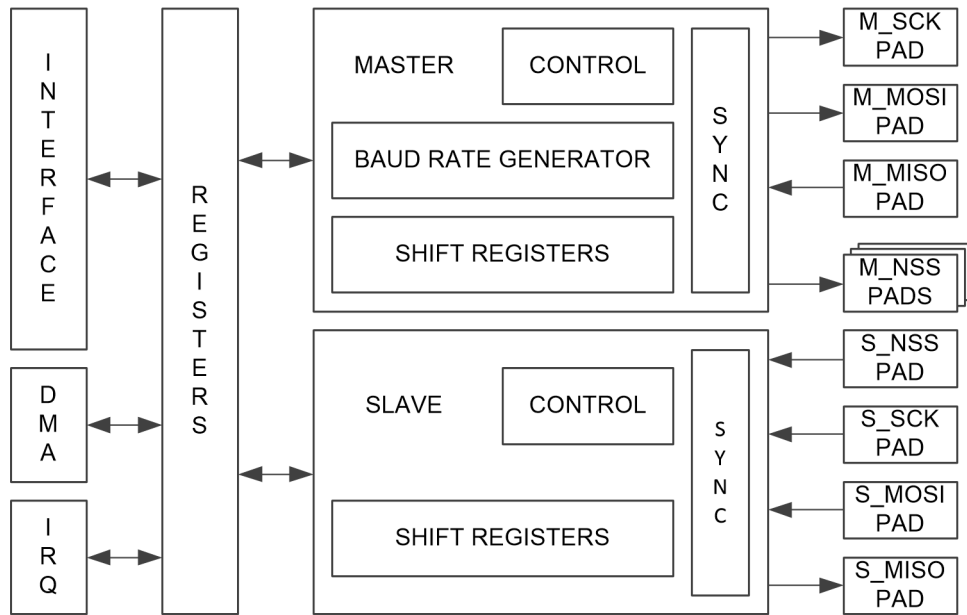 INTERFACE
DMA
IRQ
REGISTERS
MASTER
CONTROL
BAUD RATE GENERATOR
SHIFT REGISTERS
SYNC
SLAVE
CONTROL
SHIFT REGISTERS
SYNC
M_SCK
PAD
M_MOSI
PAD
M_MISO
PAD
M_NSS
PADS
S_NSS
PAD
S_SCK
PAD
S_MOSI
PAD
S_MISO
PAD